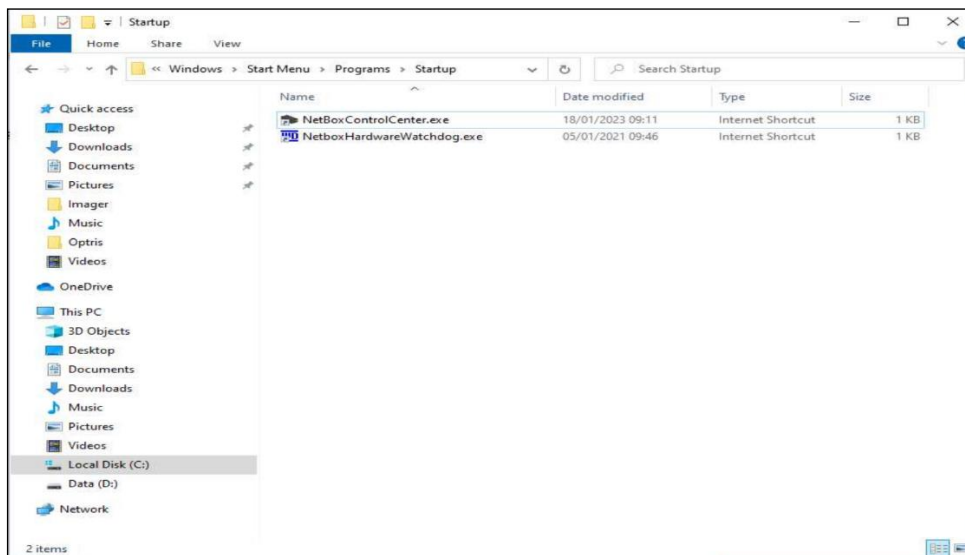 Startup
File Home Share View
« Windows > Start Menu > Programs > Startup
Search Startup
Name Date modified Type Size
NetBoxControlCenter.exe 18/01/2023 09:11 Internet Shortcut 1 KB
NetboxHardwareWatchdog.exe 05/01/2021 09:46 Internet Shortcut 1 KB
Quick access
Desktop
Downloads
Documents
Pictures
Imager
Music
Optris
Videos
OneDrive
This PC
3D Objects
Desktop
Documents
Downloads
Music
Pictures
Videos
Local Disk (C:)
Data (D:)
Network
2 items